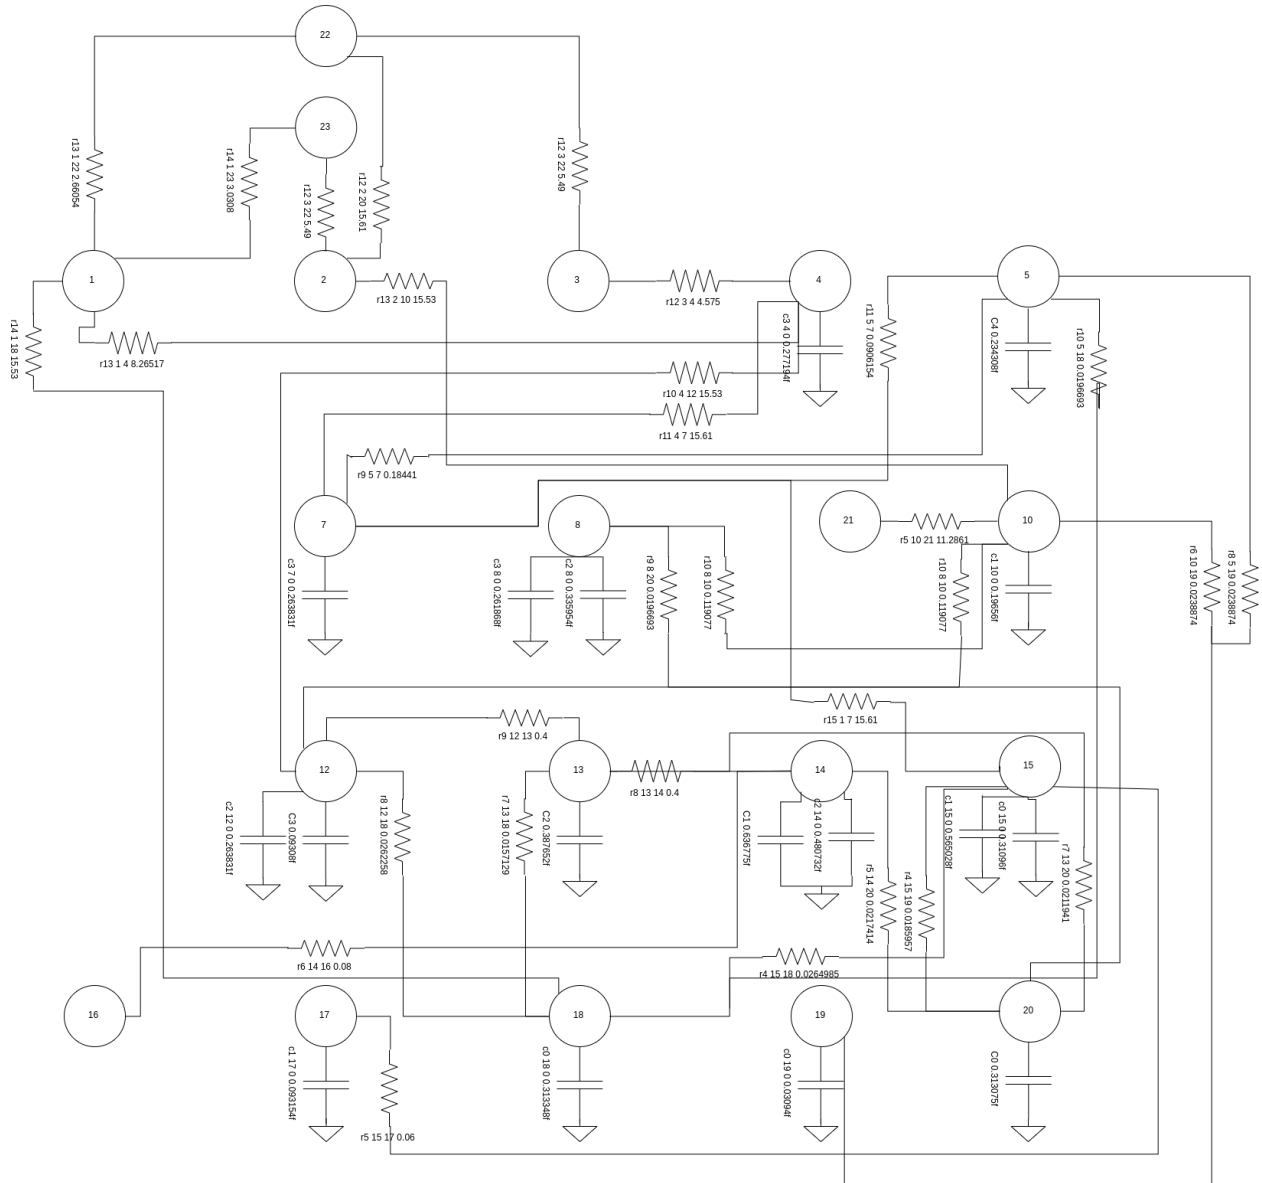 22
23
r13 1 22 2.66054
r14 1 23 3.0308
r12 3 22 5.49
r12 2 20 15.61
r12 3 22 5.49
1
2
3
4
5
r13 2 10 15.53
r12 3 4 4.575
r14 1 18 15.53
r13 1 4 8.26517
c3 4 0 0.277194f
r11 5 7 0.0906154
C4 0.234308f
r10 5 18 0.0196693
r10 4 12 15.53
r11 4 7 15.61
r9 5 7 0.18441
7
8
21
10
r5 10 21 11.2861
c3 7 0 0.263831f
c3 8 0 0.261868f
c2 8 0 0.335954f
r9 8 20 0.0196693
r10 8 10 0.119077
r10 8 10 0.119077
c1 10 0 0.19656f
r6 10 19 0.0238874
r8 5 19 0.0238874
r15 1 7 15.61
r9 12 13 0.4
12
13
14
15
r8 13 14 0.4
c2 12 0 0.263831f
C3 0.09308f
r8 12 18 0.0262258
r7 13 18 0.0157129
C2 0.387652f
C1 0.636775f
c2 14 0 0.480732f
r5 14 20 0.0217414
r4 15 19 0.0185957
c1 15 0 0.565028f
c0 15 0 0.31096f
r7 13 20 0.0211941
r6 14 16 0.08
r4 15 18 0.0264985
16
17
18
19
20
c1 17 0 0.093154f
r5 15 17 0.06
c0 18 0 0.313348f
c0 19 0 0.03094f
C0 0.313075f